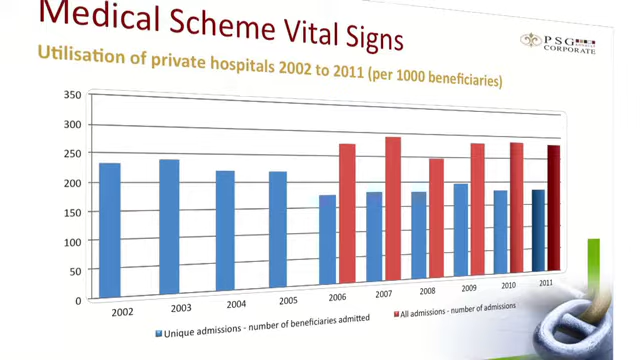 Medical Scheme Vital Signs
PSG
CORPORATE
Utilisation of private hospitals 2002 to 2011 (per 1000 beneficiaries)
350
300
250
200
150
100
50
0
2002 2003 2004 2005 2006 2007 2008 2009 2010 2011
Unique admissions - number of beneficiaries admitted
All admissions - number of admissions